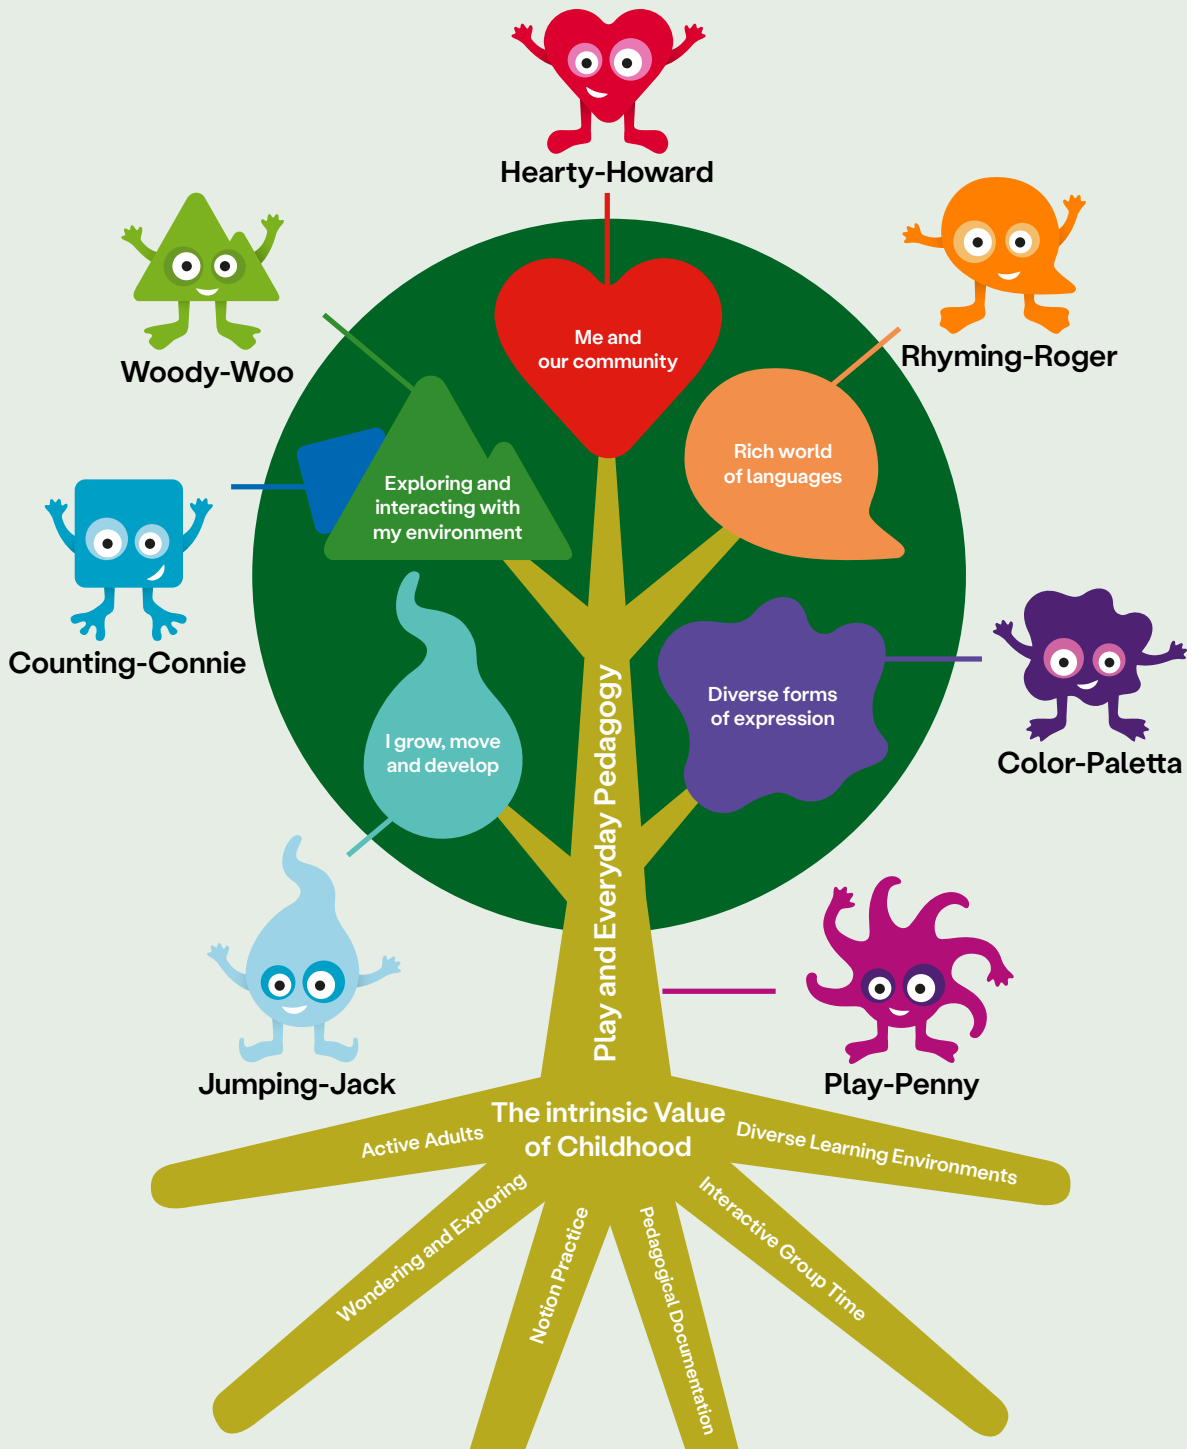 Hearty-Howard
Woody-Woo
Rhyming-Roger
Me and
our community
Rich world
of languages
Exploring and
interacting with
my environment
Counting-Connie
Diverse forms
of expression
I grow, move
and develop
Color-Paletta
Play and Everyday Pedagogy
Jumping-Jack
Play-Penny
The intrinsic Value
of Childhood
Active Adults
Diverse Learning Environments
Wondering and Exploring
Notion Practice
Pedagogical Documentation
Interactive Group Time